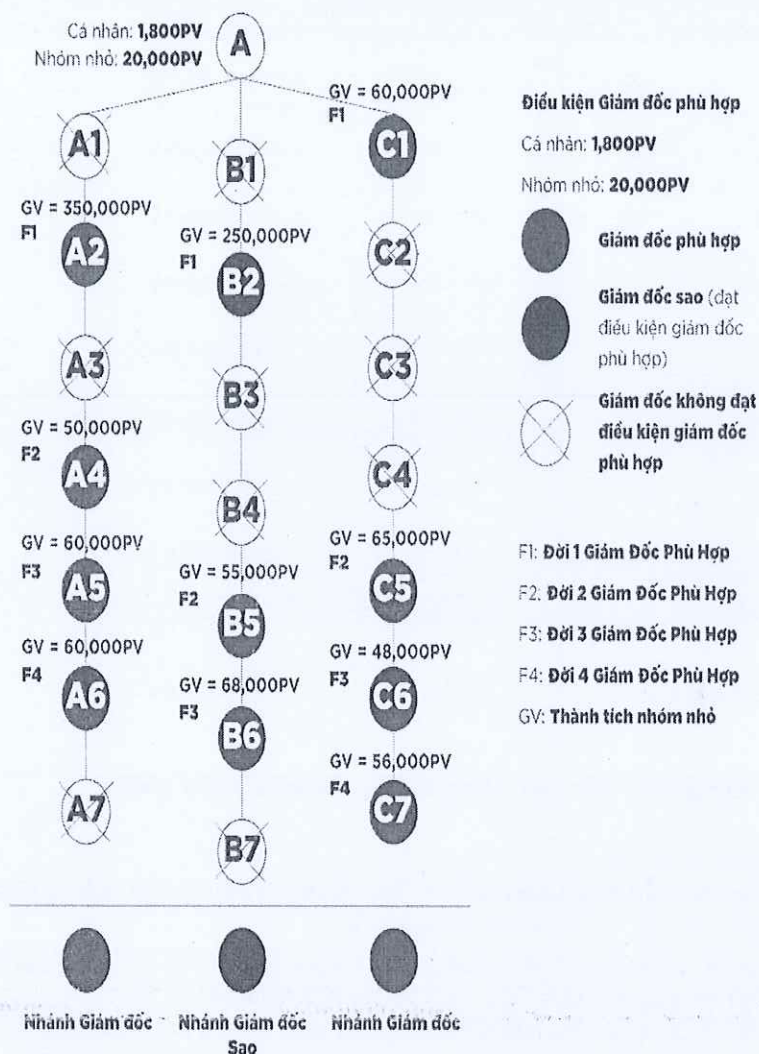 Cá nhân: 1,800PV
Nhóm nhỏ: 20,000PV
A
A1
GV = 350,000PV
F1
A2
A3
GV = 50,000PV
F2
A4
GV = 60,000PV
F3
A5
GV = 60,000PV
F4
A6
A7
B1
GV = 250,000PV
F1
B2
B3
B4
GV = 55,000PV
F2
B5
GV = 68,000PV
F3
B6
B7
GV = 60,000PV
F1
C1
C2
C3
C4
GV = 65,000PV
F2
C5
GV = 48,000PV
F3
C6
GV = 56,000PV
F4
C7
Điều kiện Giám đốc phù hợp
Cá nhân: 1,800PV
Nhóm nhỏ: 20,000PV
Giám đốc phù hợp
Giám đốc sao (đạt
điều kiện giám đốc
phù hợp)
Giám đốc không đạt
điều kiện giám đốc
phù hợp
F1: Đời 1 Giám Đốc Phù Hợp
F2: Đời 2 Giám Đốc Phù Hợp
F3: Đời 3 Giám Đốc Phù Hợp
F4: Đời 4 Giám Đốc Phù Hợp
GV: Thành tích nhóm nhỏ
Nhánh Giám đốc
Nhánh Giám đốc
Sao
Nhánh Giám đốc